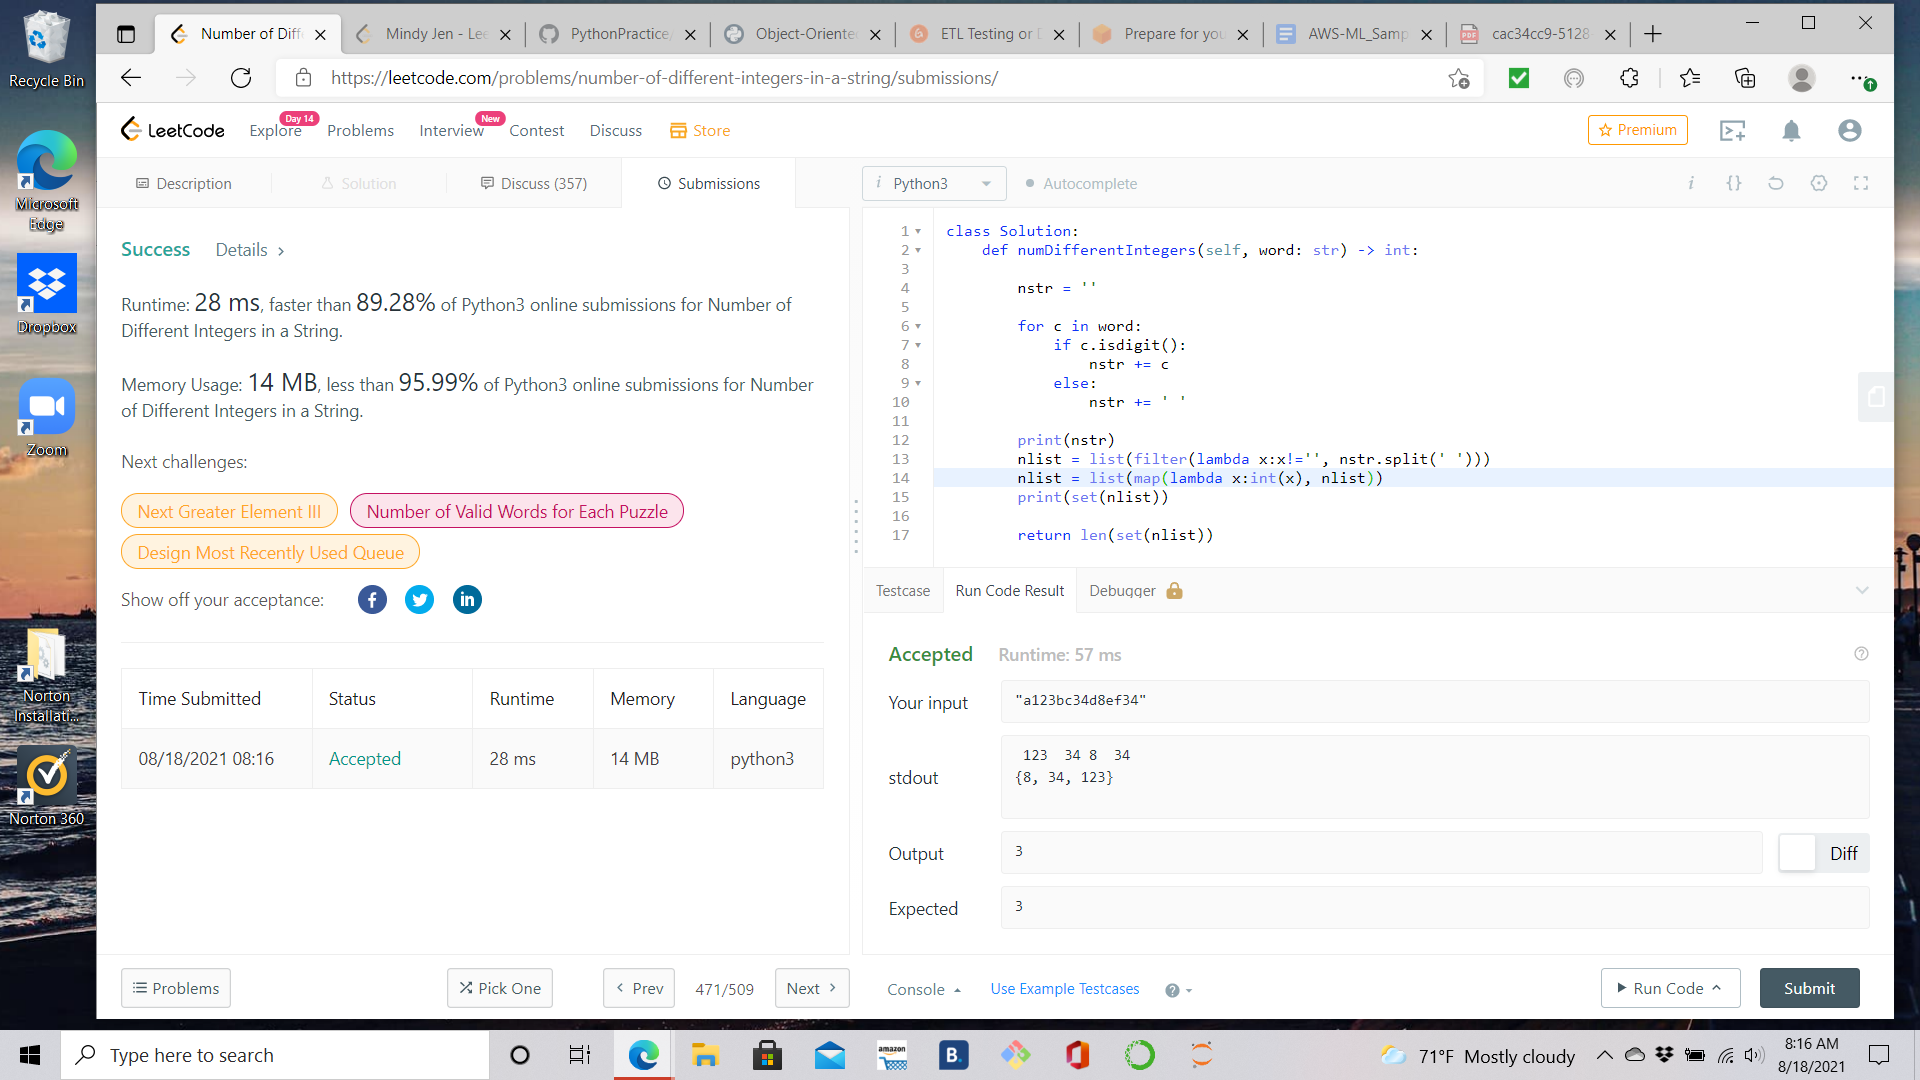 Recycle Bin
Microsoft Edge
Dropbox
Zoom
Norton Installati...
Norton 360
Number of Diff
Mindy Jen - Lee
PythonPractice
Object-Oriente
ETL Testing or D
Prepare for you
AWS-ML_Samp
cac34cc9-5128
https://leetcode.com/problems/number-of-different-integers-in-a-string/submissions/
LeetCode
Explore
Day 14
Problems
Interview
New
Contest
Discuss
Store
Premium
Description
Solution
Discuss (357)
Submissions
i Python3
Autocomplete
i {}
Success
Details >
Runtime: 28 ms, faster than 89.28% of Python3 online submissions for Number of
Different Integers in a String.
Memory Usage: 14 MB, less than 95.99% of Python3 online submissions for Number
of Different Integers in a String.
Next challenges:
Next Greater Element III
Number of Valid Words for Each Puzzle
Design Most Recently Used Queue
Show off your acceptance:
Time Submitted Status Runtime Memory Language
08/18/2021 08:16 Accepted 28 ms 14 MB python3
1 class Solution:
2 def numDifferentIntegers(self, word: str) -> int:
3
4 nstr = ''
5
6 for c in word:
7 if c.isdigit():
8 nstr += c
9 else:
10 nstr += ' '
11
12 print(nstr)
13 nlist = list(filter(lambda x:x!='', nstr.split(' ')))
14 nlist = list(map(lambda x:int(x), nlist))
15 print(set(nlist))
16
17 return len(set(nlist))
Testcase
Run Code Result
Debugger
Accepted
Runtime: 57 ms
Your input
"a123bc34d8ef34"
stdout
123 34 8 34
{8, 34, 123}
Output
3
Diff
Expected
3
Problems
Pick One
Prev
471/509
Next
Console
Use Example Testcases
Run Code
Submit
Type here to search
amazon
B.
71°F Mostly cloudy
8:16 AM
8/18/2021